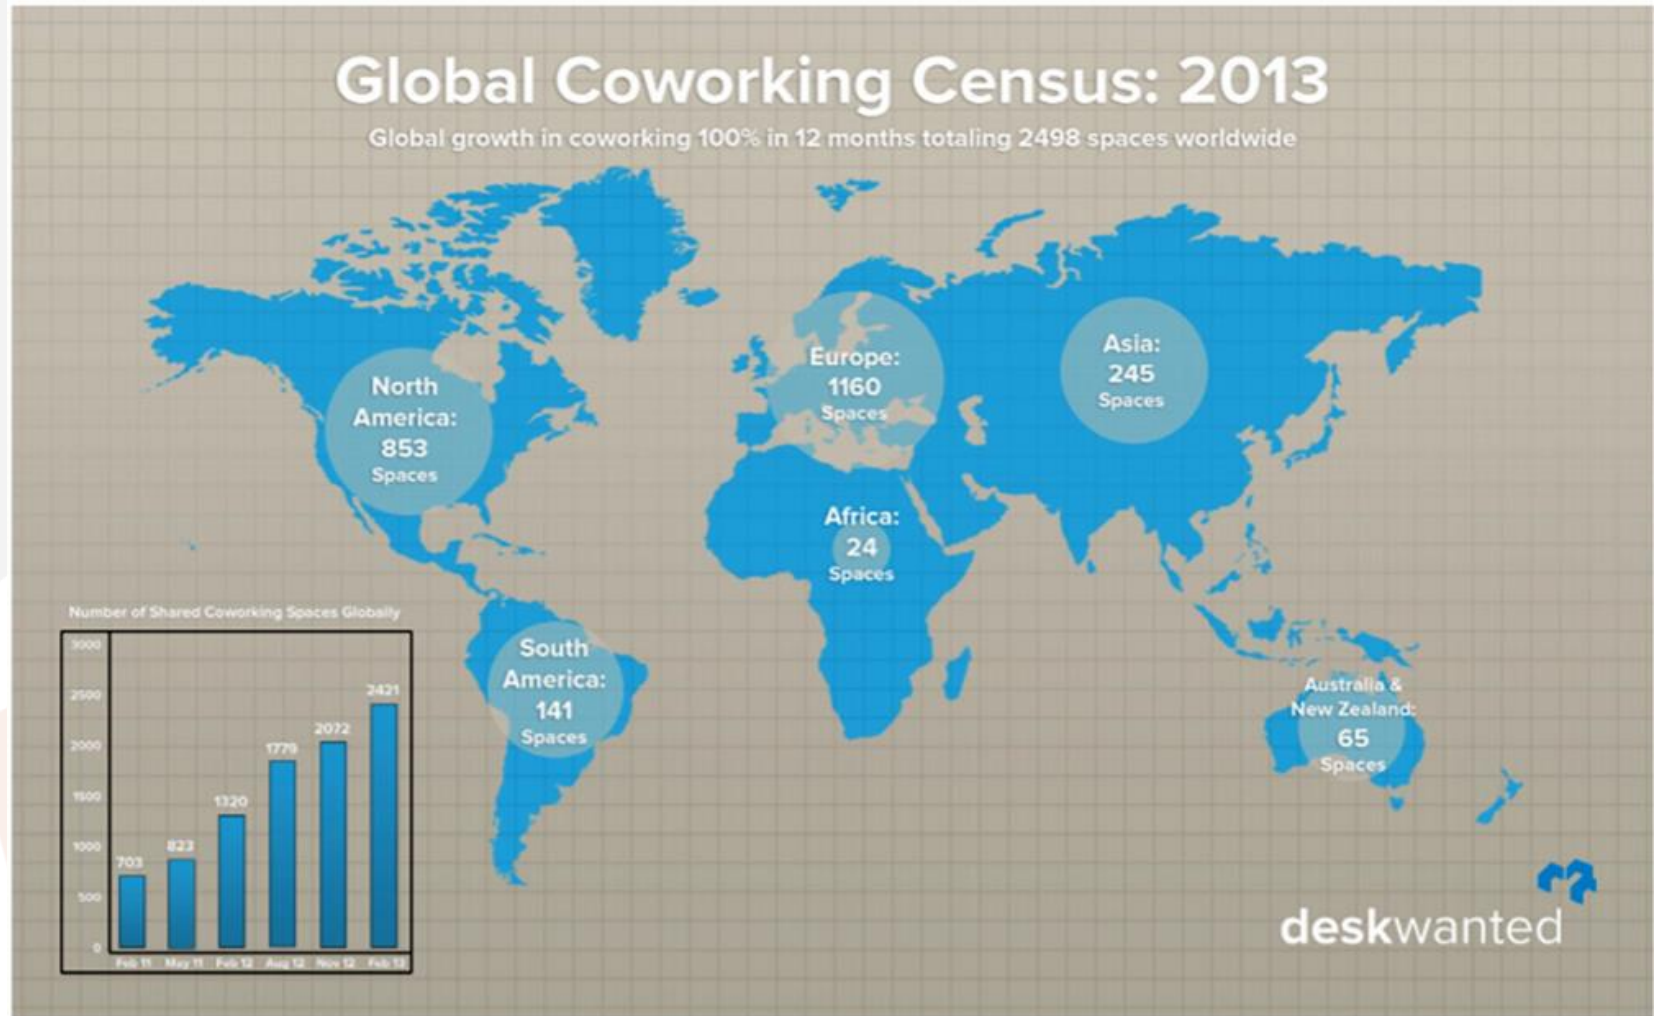 Global Coworking Census: 2013
Global growth in coworking 100% in 12 months totaling 2498 spaces worldwide
North
America:
853
Spaces
Europe:
1160
Spaces
Asia:
245
Spaces
Africa:
24
Spaces
South
America:
141
Spaces
Australia &
New Zealand:
65
Spaces
Number of Shared Coworking Spaces Globally
3000
2500
2000
1500
1000
500
0
703
823
1320
1779
2072
2421
Feb 11 May 11 Feb 12 Aug 12 Nov 12 Feb 13
deskwanted